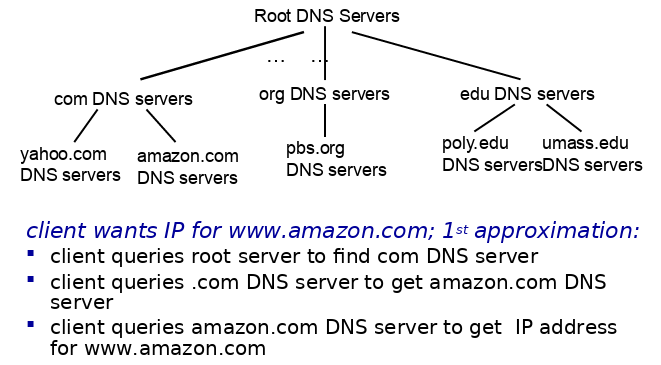 Root DNS Servers
… …
com DNS servers
org DNS servers
edu DNS servers
yahoo.com
DNS servers
amazon.com
DNS servers
pbs.org
DNS servers
poly.edu
DNS servers
umass.edu
DNS servers
client wants IP for www.amazon.com; 1st approximation:
▪ client queries root server to find com DNS server
▪ client queries .com DNS server to get amazon.com DNS
server
▪ client queries amazon.com DNS server to get IP address
for www.amazon.com